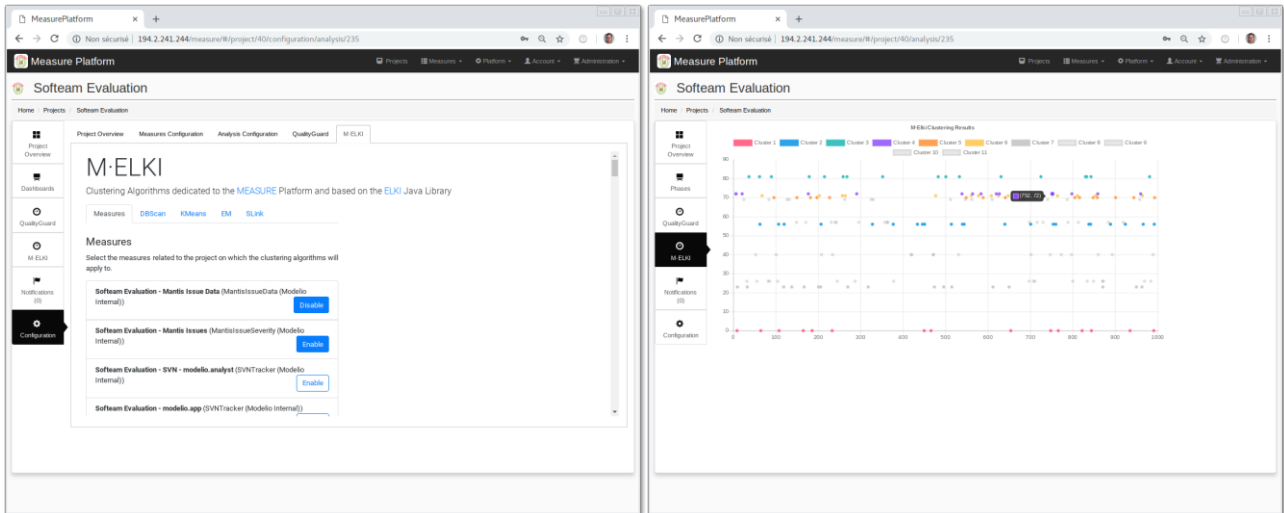 MeasurePlatform
Non sécurisé | 194.2.241.244/measure/#/project/40/configuration/analysis/235
Measure Platform
Projects Measures Platform Account Administration
Softeam Evaluation
Home / Projects / Softeam Evaluation
Project Overview
Dashboards
QualityGuard
M·ELKI
Notifications (0)
Configuration
Project Overview Measures Configuration Analysis Configuration QualityGuard M·ELKI
M·ELKI
Clustering Algorithms dedicated to the MEASURE Platform and based on the ELKI Java Library
Measures DBScan KMeans EM SLink
Measures
Select the measures related to the project on which the clustering algorithms will
apply to.
Softeam Evaluation - Mantis Issue Data (MantisIssueData (Modelio
Internal))
Disable
Softeam Evaluation - Mantis Issues (MantisIssueSeverity (Modelio
Internal))
Enable
Softeam Evaluation - SVN - modelio.analyst (SVNTracker (Modelio
Internal))
Enable
Softeam Evaluation - modelio.app (SVNTracker (Modelio Internal))
MeasurePlatform
Non sécurisé | 194.2.241.244/measure/#/project/40/analysis/235
Measure Platform
Projects Measures Platform Account Administration
Softeam Evaluation
Home / Projects / Softeam Evaluation
Project Overview
Phases
QualityGuard
M·ELKI
Notifications (0)
Configuration
M·Elki Clustering Results
Cluster 1 Cluster 2 Cluster 3 Cluster 4 Cluster 5 Cluster 6 Cluster 7 Cluster 8 Cluster 9
Cluster 10 Cluster 11
90
80
70
60
50
40
30
20
10
0
(750, 72)
0 100 200 300 400 500 600 700 800 900 1000